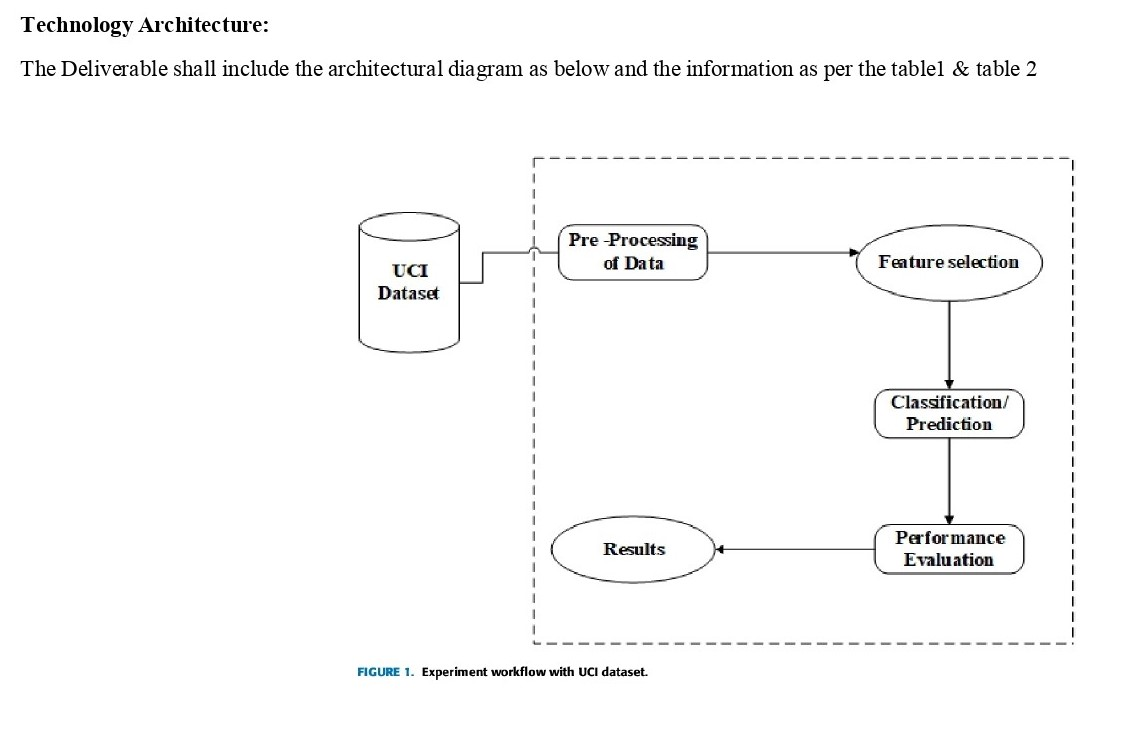 Technology Architecture:
The Deliverable shall include the architectural diagram as below and the information as per the table1 & table 2
UCI
Dataset
Pre -Processing
of Data
Feature selection
Classification/
Prediction
Performance
Evaluation
Results
FIGURE 1. Experiment workflow with UCI dataset.